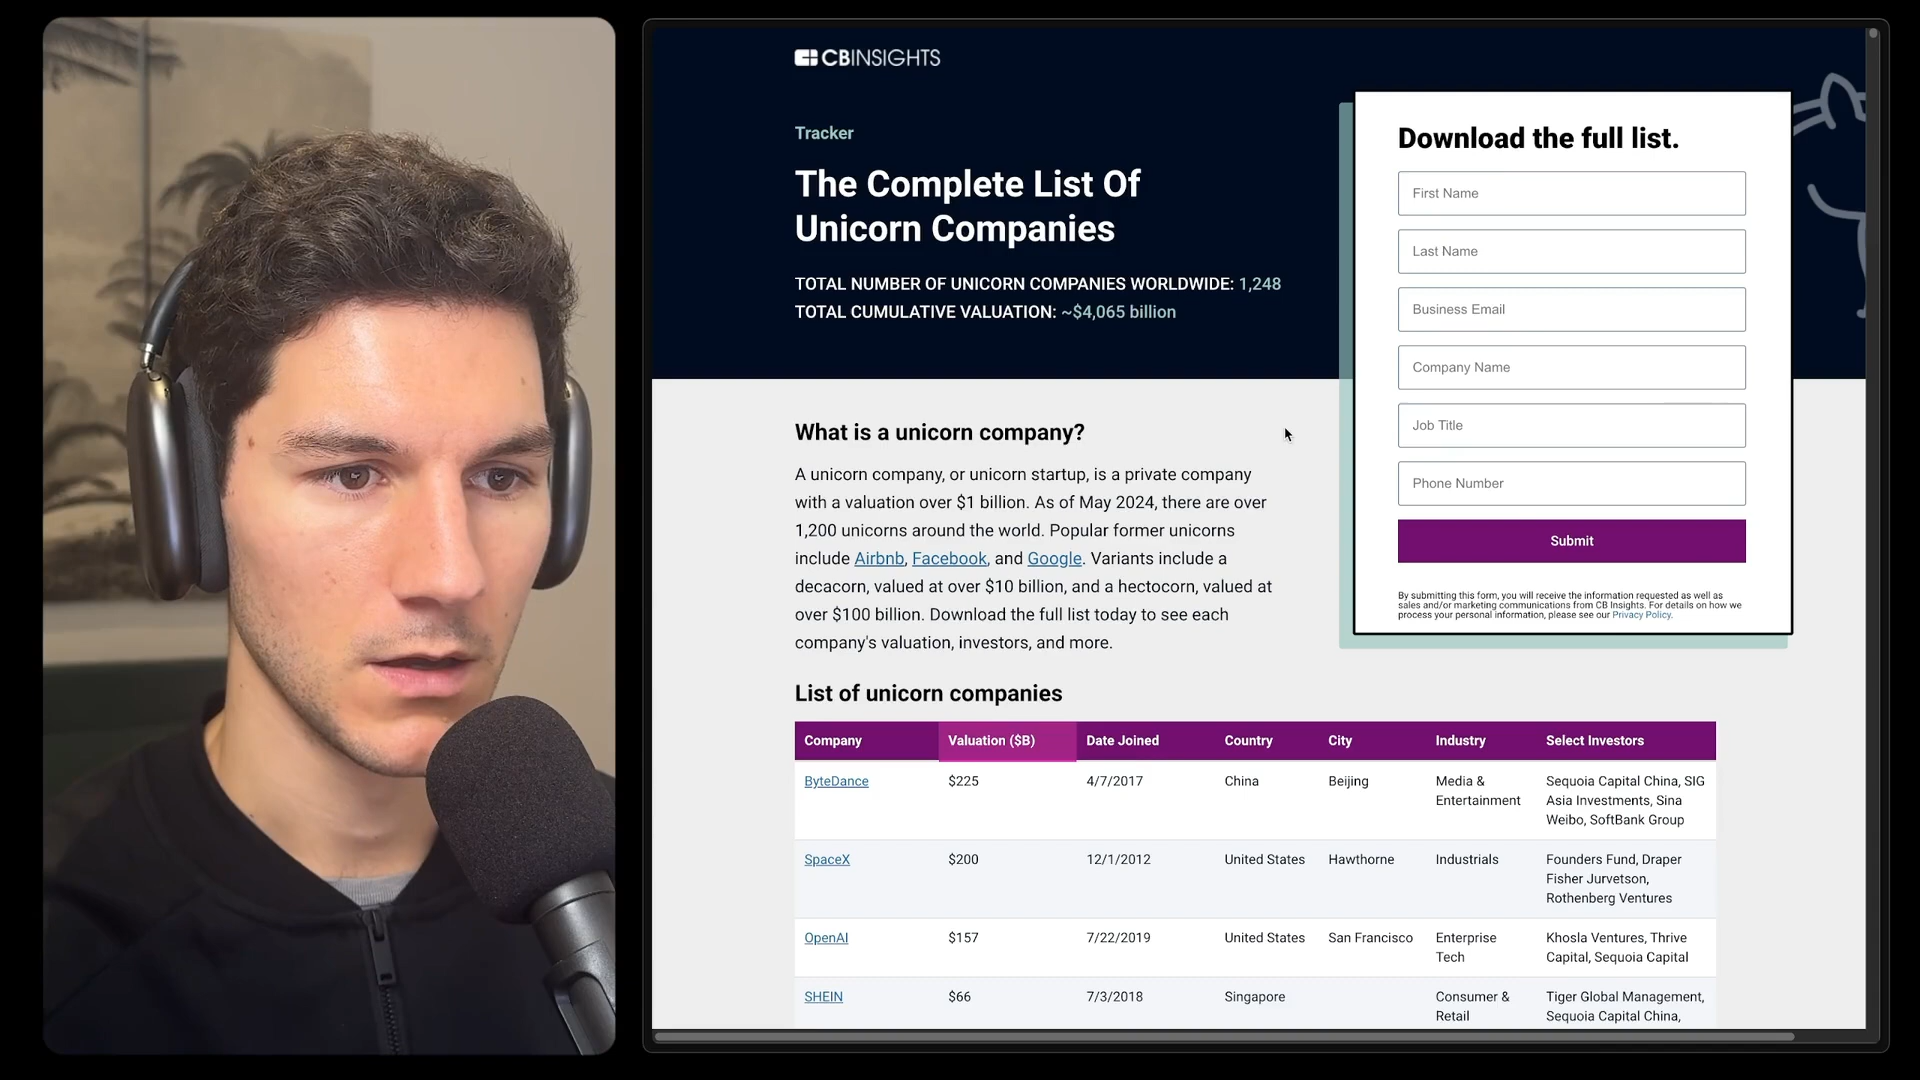 CBINSIGHTS
Tracker
The Complete List Of
Unicorn Companies
TOTAL NUMBER OF UNICORN COMPANIES WORLDWIDE: 1,248
TOTAL CUMULATIVE VALUATION: ~$4,065 billion
Download the full list.
First Name
Last Name
Business Email
Company Name
Job Title
Phone Number
Submit
By submitting this form, you will receive the information requested as well as
sales and/or marketing communications from CB Insights. For details on how we
process your personal information, please see our Privacy Policy.
What is a unicorn company?
A unicorn company, or unicorn startup, is a private company
with a valuation over $1 billion. As of May 2024, there are over
1,200 unicorns around the world. Popular former unicorns
include Airbnb, Facebook, and Google. Variants include a
decacorn, valued at over $10 billion, and a hectocorn, valued at
over $100 billion. Download the full list today to see each
company's valuation, investors, and more.
List of unicorn companies
Company Valuation ($B) Date Joined Country City Industry Select Investors
ByteDance $225 4/7/2017 China Beijing Media & Sequoia Capital China, SIG
Entertainment Asia Investments, Sina
Weibo, SoftBank Group
SpaceX $200 12/1/2012 United States Hawthorne Industrials Founders Fund, Draper
Fisher Jurvetson,
Rothenberg Ventures
OpenAI $157 7/22/2019 United States San Francisco Enterprise Khosla Ventures, Thrive
Tech Capital, Sequoia Capital
SHEIN $66 7/3/2018 Singapore Consumer & Tiger Global Management,
Retail Sequoia Capital China,